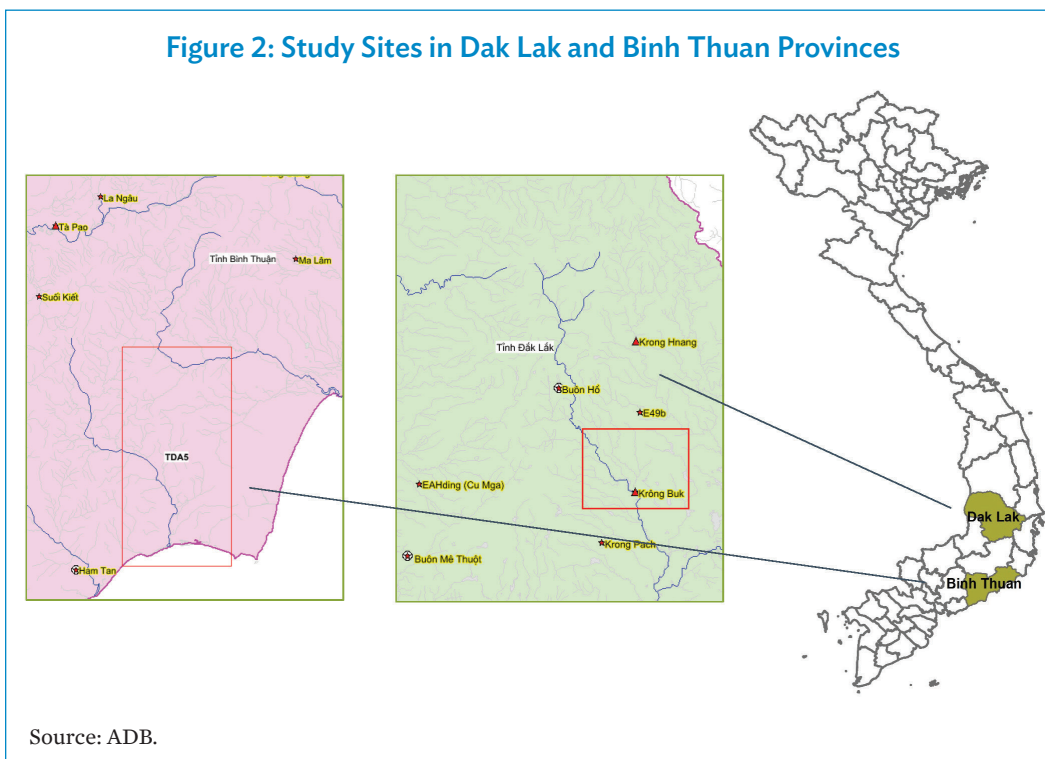 Figure 2: Study Sites in Dak Lak and Binh Thuan Provinces
La Ngâu
Tà Pao
Tỉnh Bình Thuận
Ma Lâm
Suối Kiết
TDA5
Hàm Tan
Krong Hnang
Tỉnh Đắk Lắk
Buôn Hồ
E49b
EAHding (Cu Mga)
Krông Buk
Krong Pach
Buôn Mê Thuột
Dak Lak
Binh Thuan
Source: ADB.